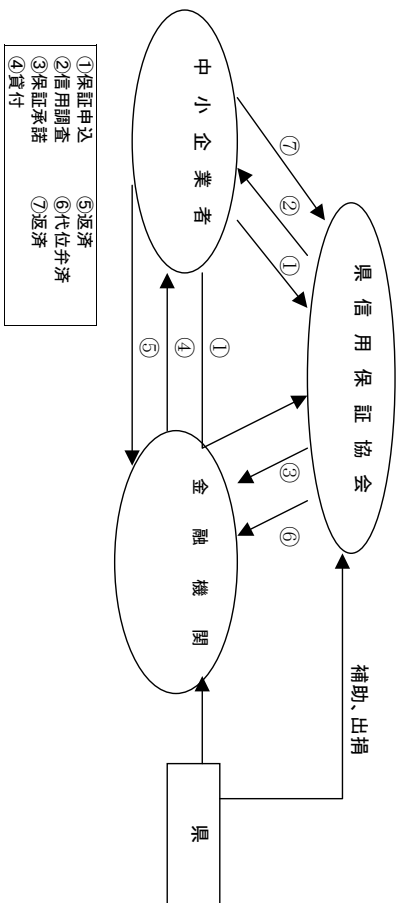 県信用保証協会
補助、出捐
⑦
②
①
③
⑥
中小企業者
①
④
⑤
金融機関
県
①保証申込 ⑤返済
②信用調査 ⑥代位弁済
③保証承諾 ⑦返済
④貸付